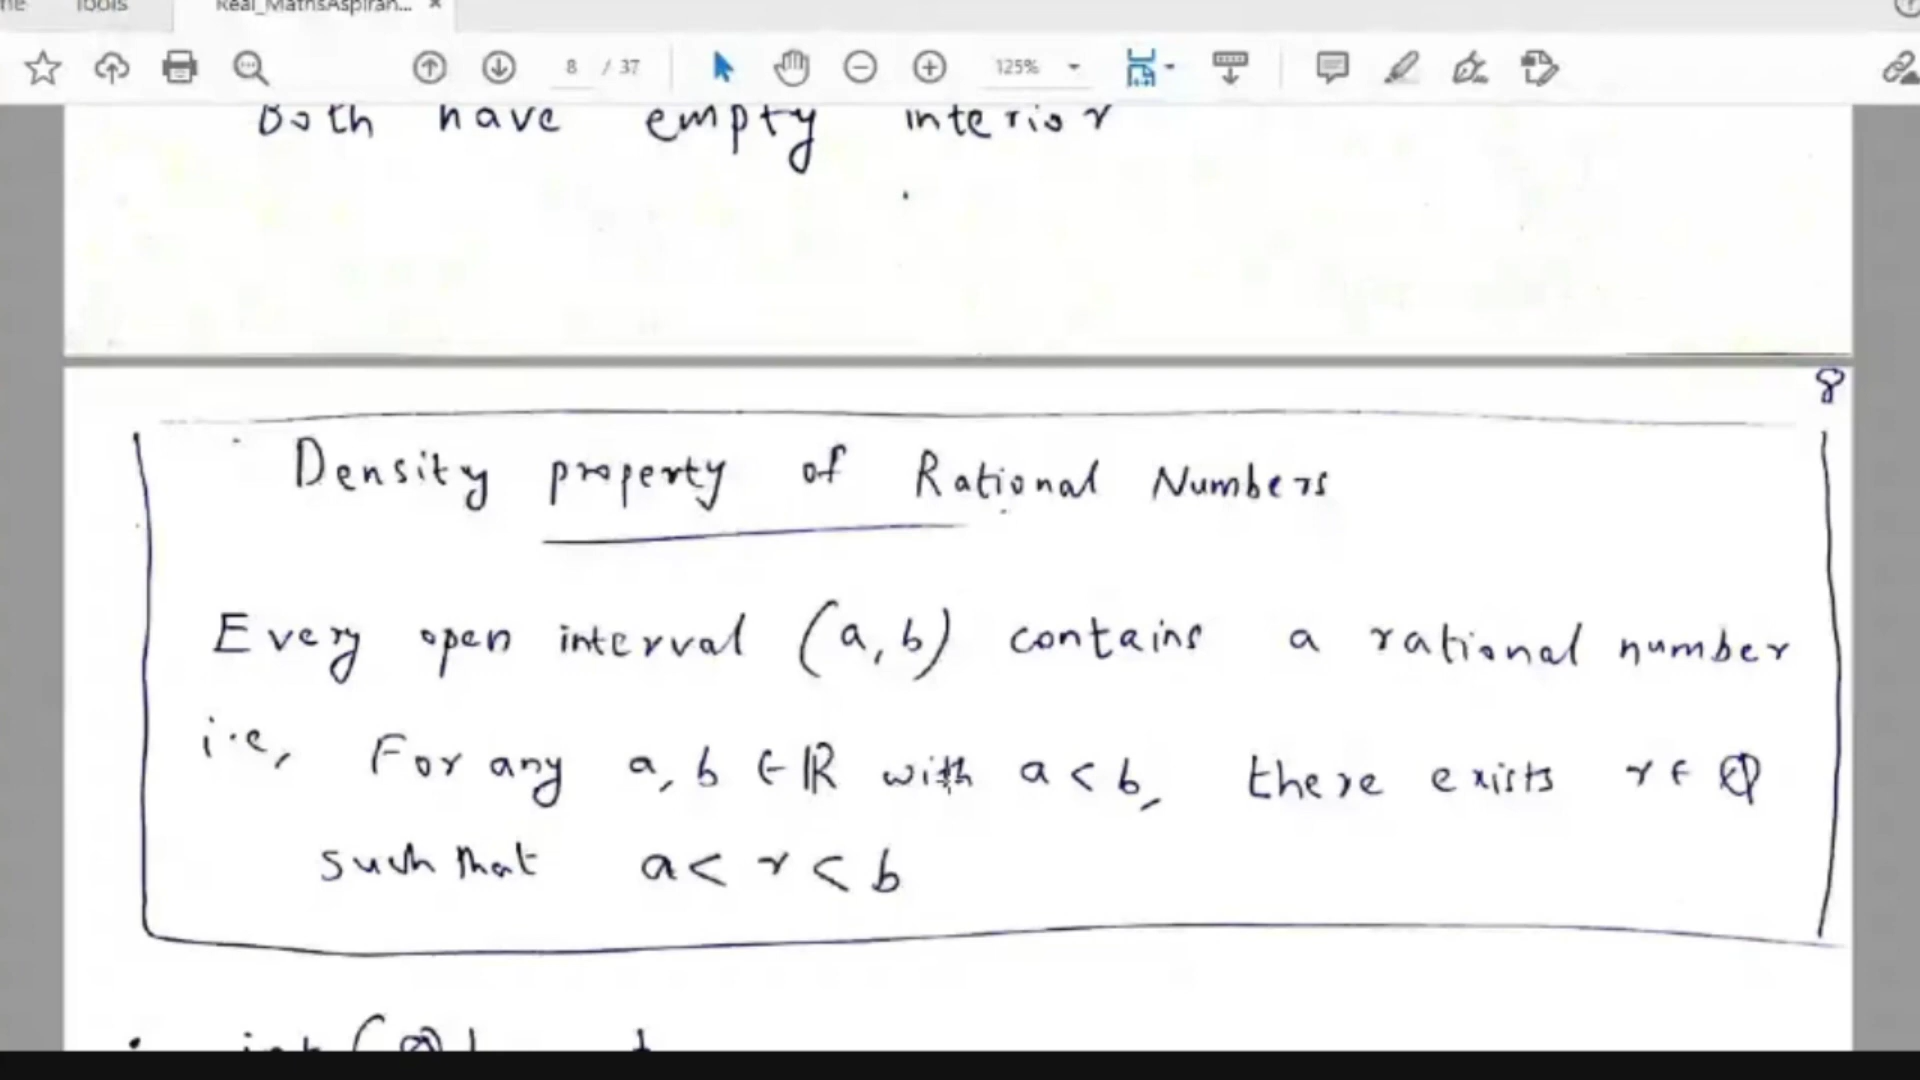 Tools Real_MathsAspiran... ×
8 / 37 125%
Both have empty interior
8
Density property of Rational Numbers
Every open interval (a, b) contains a rational number
i.e, For any a, b ∈ ℝ with a < b, there exists r ∈ ℚ
such that a < r < b